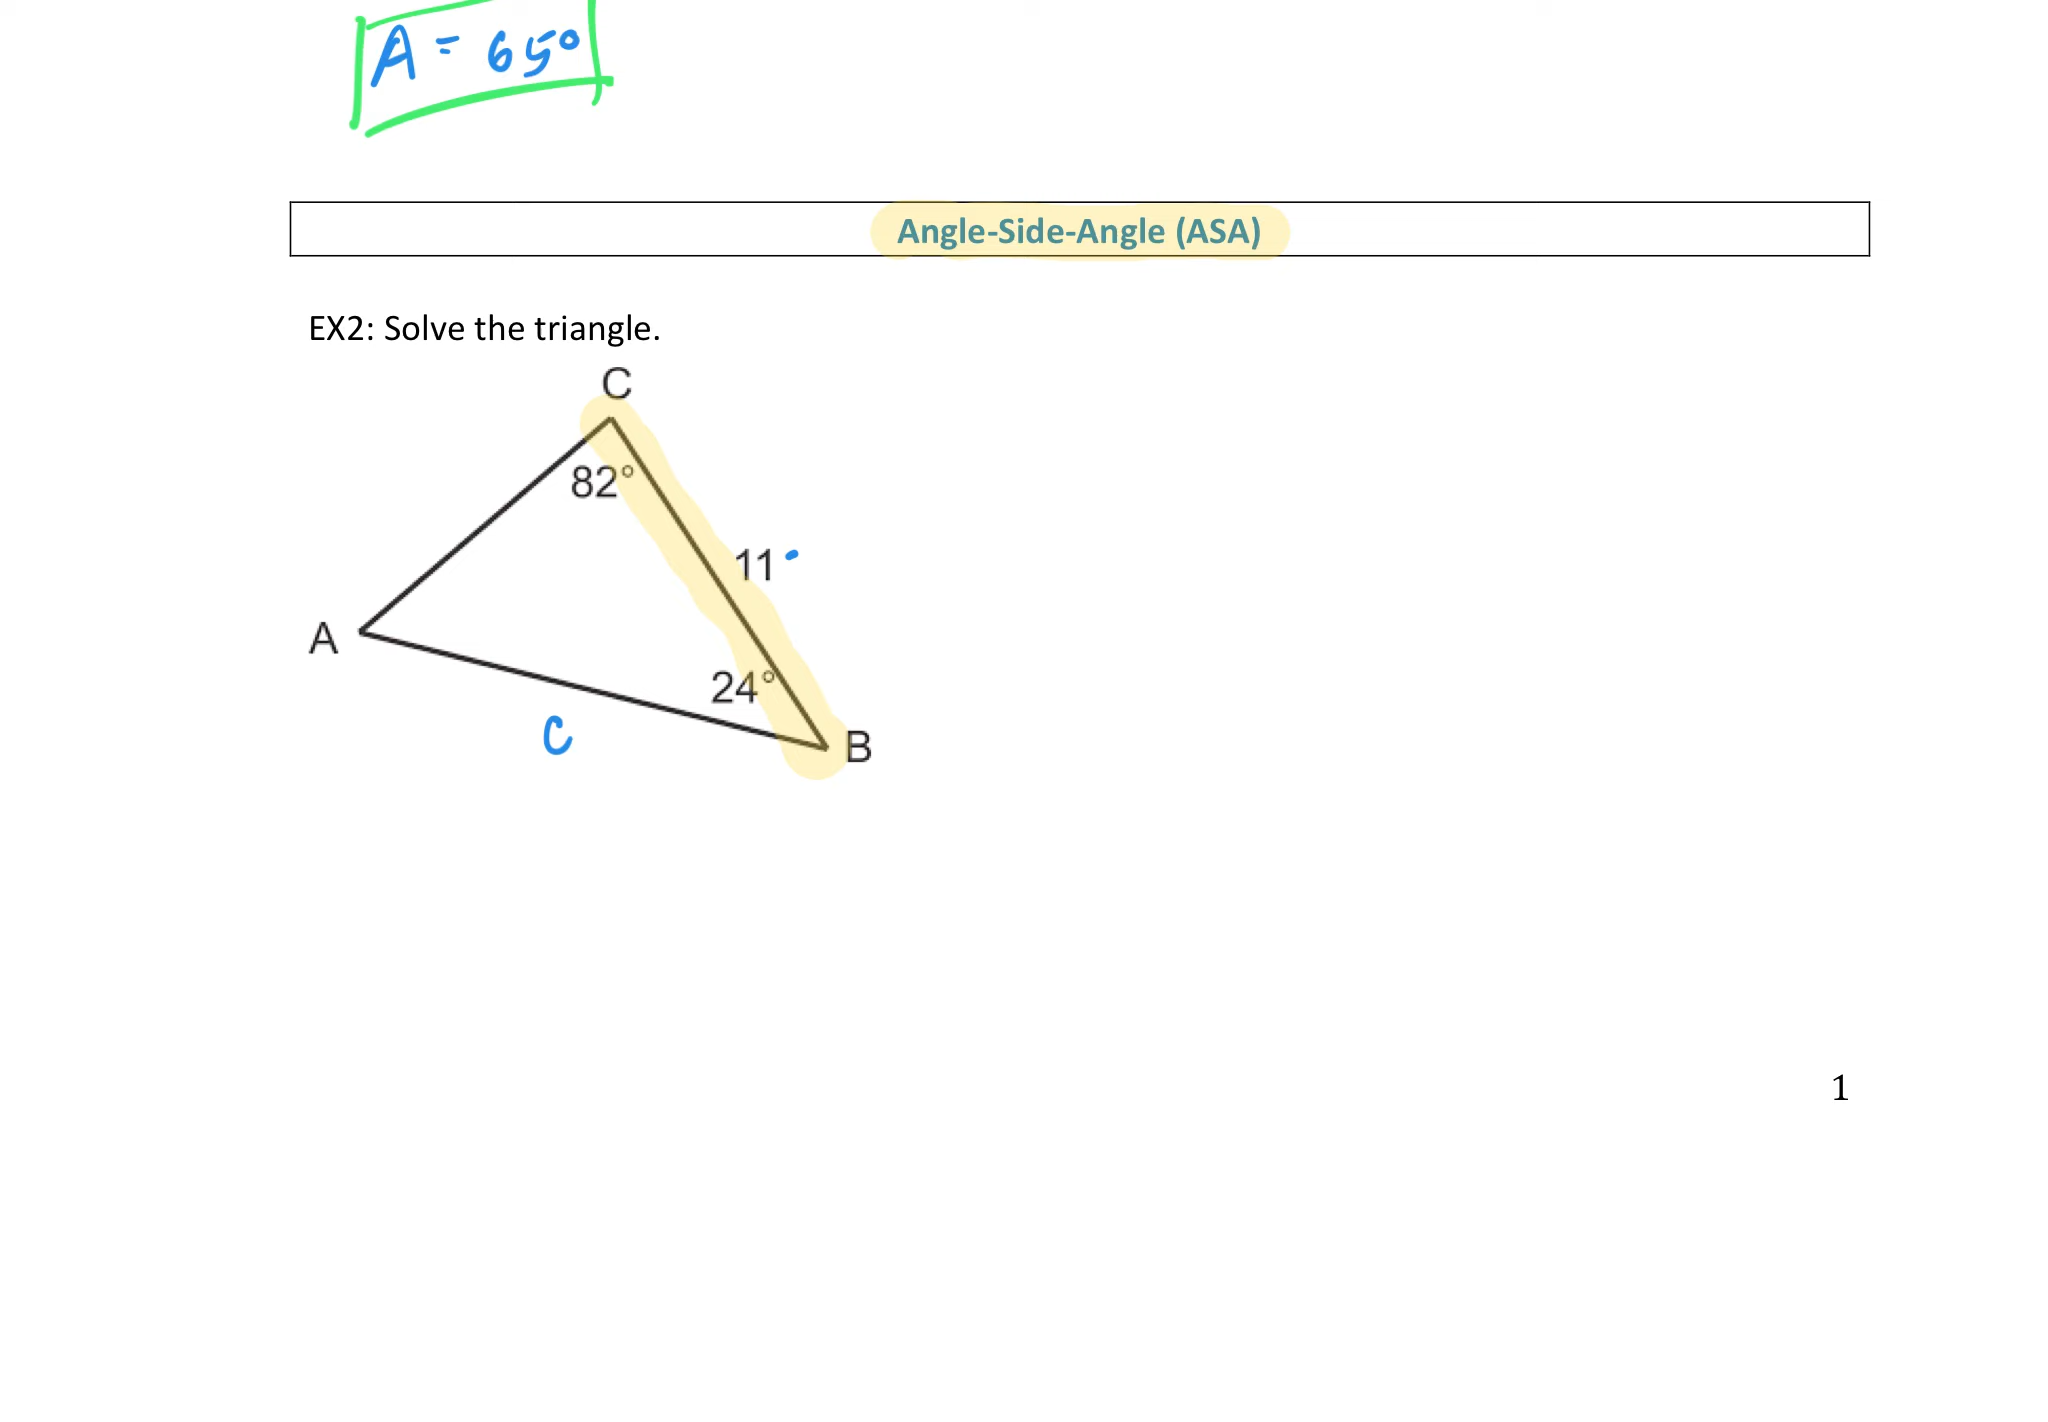 A = 65°
Angle-Side-Angle (ASA)
EX2: Solve the triangle.
C
82°
11
A
24°
B
c
1